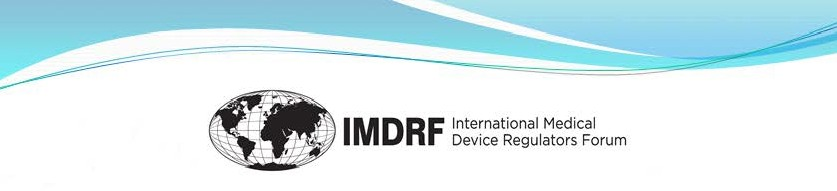 IMDRF International Medical
Device Regulators Forum